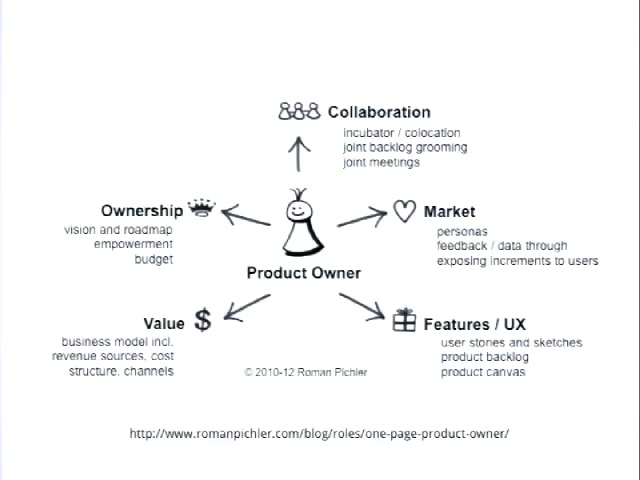 Collaboration
incubator / colocation
joint backlog grooming
joint meetings
Ownership
vision and roadmap
empowerment
budget
Market
personas
feedback / data through
exposing increments to users
Product Owner
Value
business model incl.
revenue sources, cost
structure, channels
$
Features / UX
user stories and sketches
product backlog
product canvas
© 2010-12 Roman Pichler
http://www.romanpichler.com/blog/roles/one-page-product-owner/